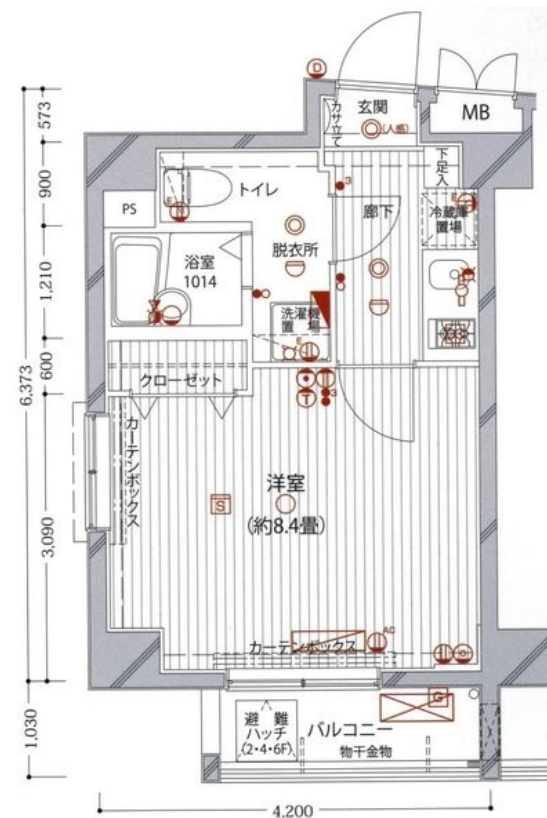 D
573
玄関
(人感)
カサ立て
MB
下足入
900
3
トイレ
E
PS
廊下
冷蔵庫
置場
E
脱衣所
浴室
1014
1,210
洗濯機
置場
E
600
クローゼット
T
3
6,373
カーテンボックス
洋室
(約8.4畳)
S
3,090
カーテンボックス
AC
G
避難
ハッチ
(2・4・6F)
バルコニー
物干金物
1,030
4,200